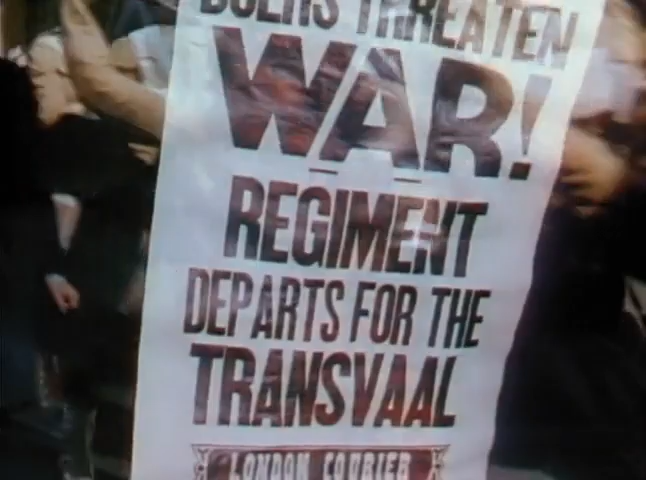 BOERS THREATEN
WAR!
REGIMENT
DEPARTS FOR THE
TRANSVAAL
LONDON COURIER